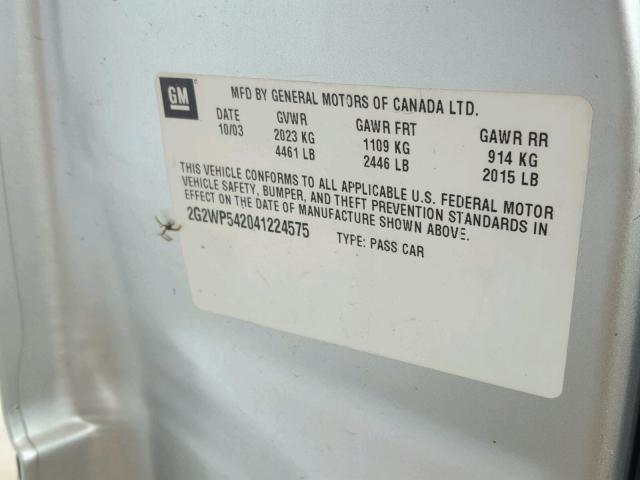 GM
MFD BY GENERAL MOTORS OF CANADA LTD.
DATE GVWR GAWR FRT GAWR RR
10/03 2023 KG 1109 KG 914 KG
4461 LB 2446 LB 2015 LB
THIS VEHICLE CONFORMS TO ALL APPLICABLE U.S. FEDERAL MOTOR
VEHICLE SAFETY, BUMPER, AND THEFT PREVENTION STANDARDS IN
EFFECT ON THE DATE OF MANUFACTURE SHOWN ABOVE.
2G2WP542041224575 TYPE: PASS CAR